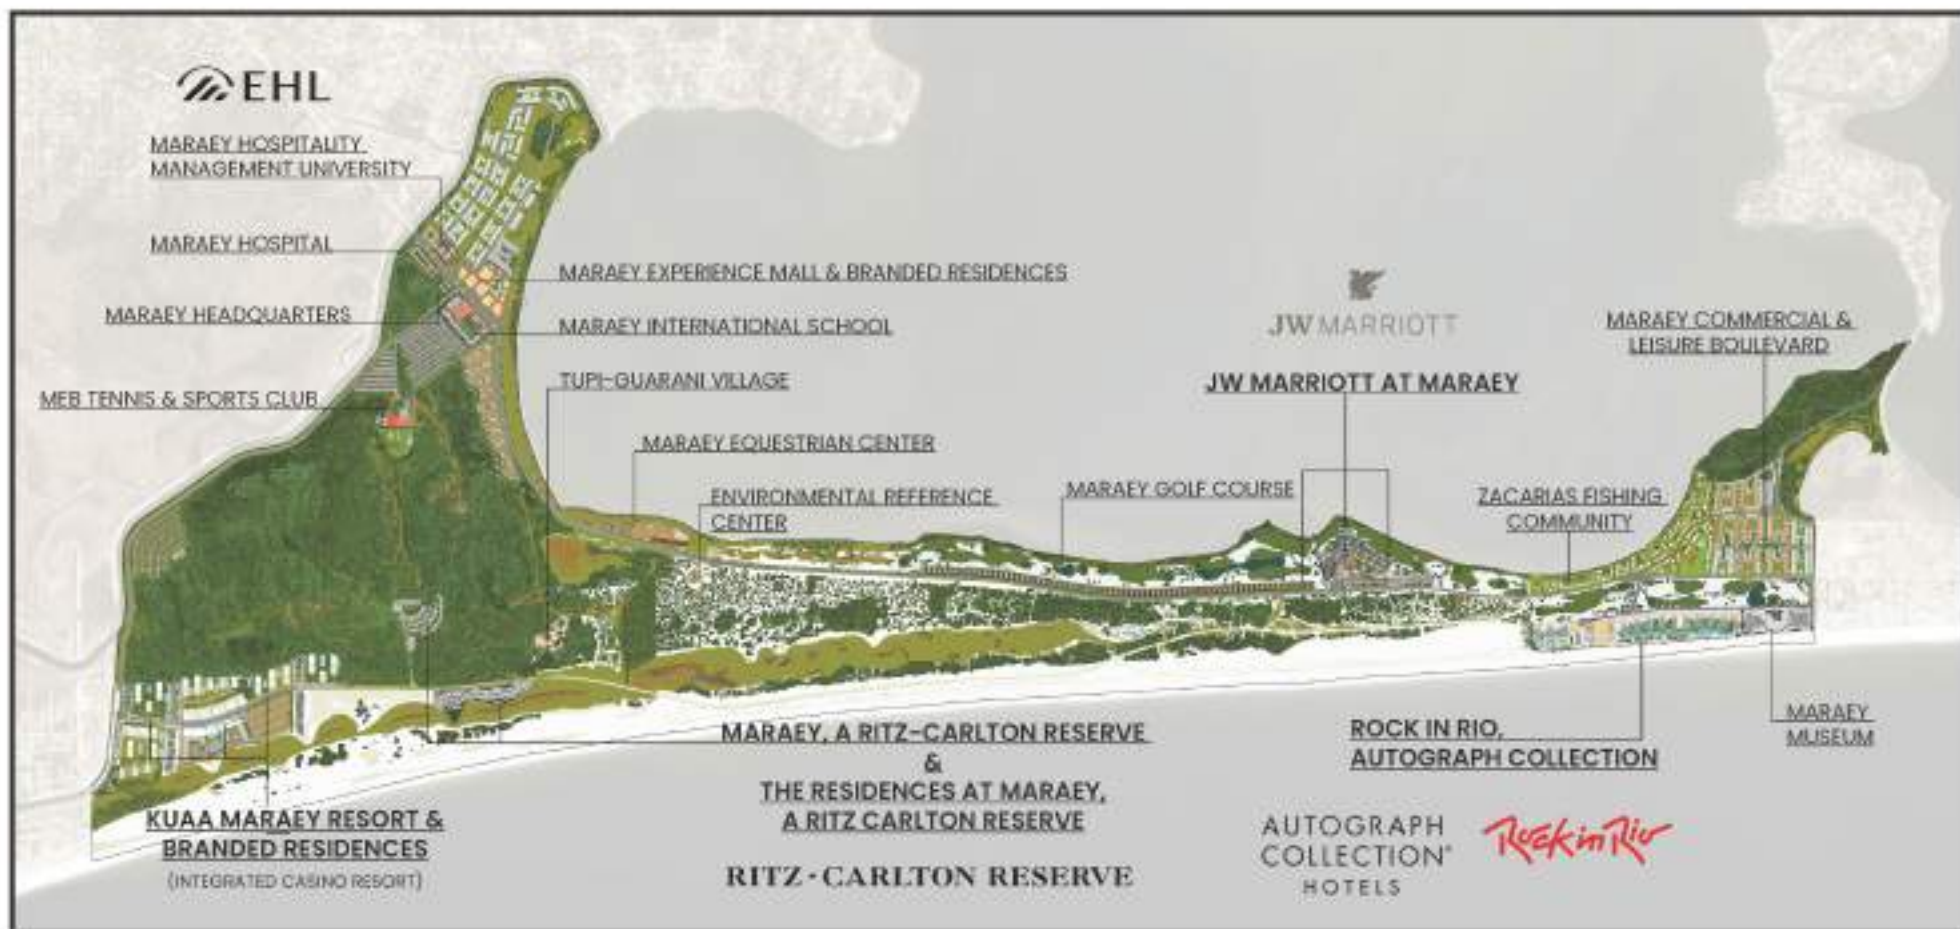 EHL
MARAEY HOSPITALITY
MANAGEMENT UNIVERSITY
MARAEY HOSPITAL
MARAEY HEADQUARTERS
MEB TENNIS & SPORTS CLUB
MARAEY EXPERIENCE MALL & BRANDED RESIDENCES
MARAEY INTERNATIONAL SCHOOL
TUPI-GUARANI VILLAGE
MARAEY EQUESTRIAN CENTER
ENVIRONMENTAL REFERENCE
CENTER
MARAEY GOLF COURSE
JW MARRIOTT
JW MARRIOTT AT MARAEY
MARAEY COMMERCIAL &
LEISURE BOULEVARD
ZACARIAS FISHING
COMMUNITY
KUAA MARAEY RESORT &
BRANDED RESIDENCES
(INTEGRATED CASINO RESORT)
MARAEY, A RITZ-CARLTON RESERVE
&
THE RESIDENCES AT MARAEY,
A RITZ CARLTON RESERVE
RITZ·CARLTON RESERVE
ROCK IN RIO,
AUTOGRAPH COLLECTION
MARAEY
MUSEUM
AUTOGRAPH
COLLECTION®
HOTELS
Rock in Rio